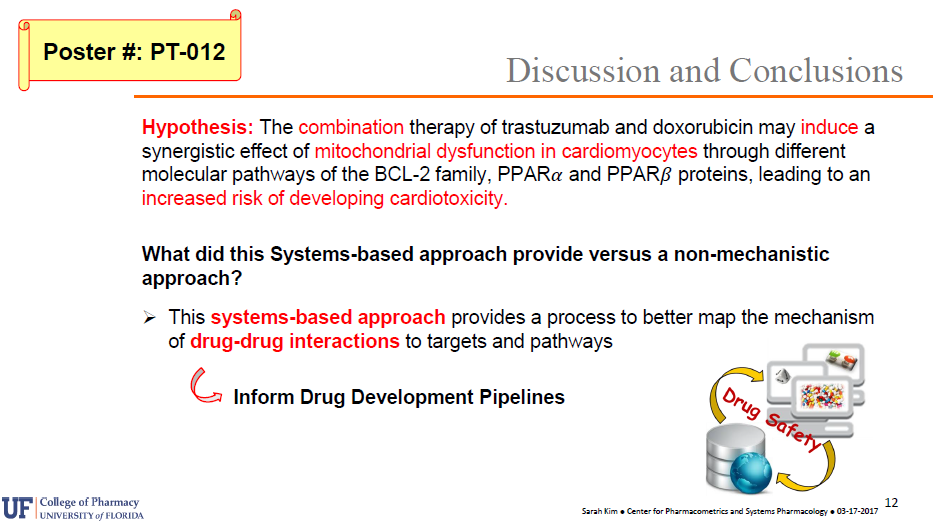 Poster #: PT-012
Discussion and Conclusions
Hypothesis: The combination therapy of trastuzumab and doxorubicin may induce a
synergistic effect of mitochondrial dysfunction in cardiomyocytes through different
molecular pathways of the BCL-2 family, PPAR𝛼 and PPAR𝛽 proteins, leading to an
increased risk of developing cardiotoxicity.
What did this Systems-based approach provide versus a non-mechanistic
approach?
➢ This systems-based approach provides a process to better map the mechanism
of drug-drug interactions to targets and pathways
Inform Drug Development Pipelines
Drug Safety
UF College of Pharmacy
UNIVERSITY of FLORIDA
12
Sarah Kim ● Center for Pharmacometrics and Systems Pharmacology ● 03-17-2017